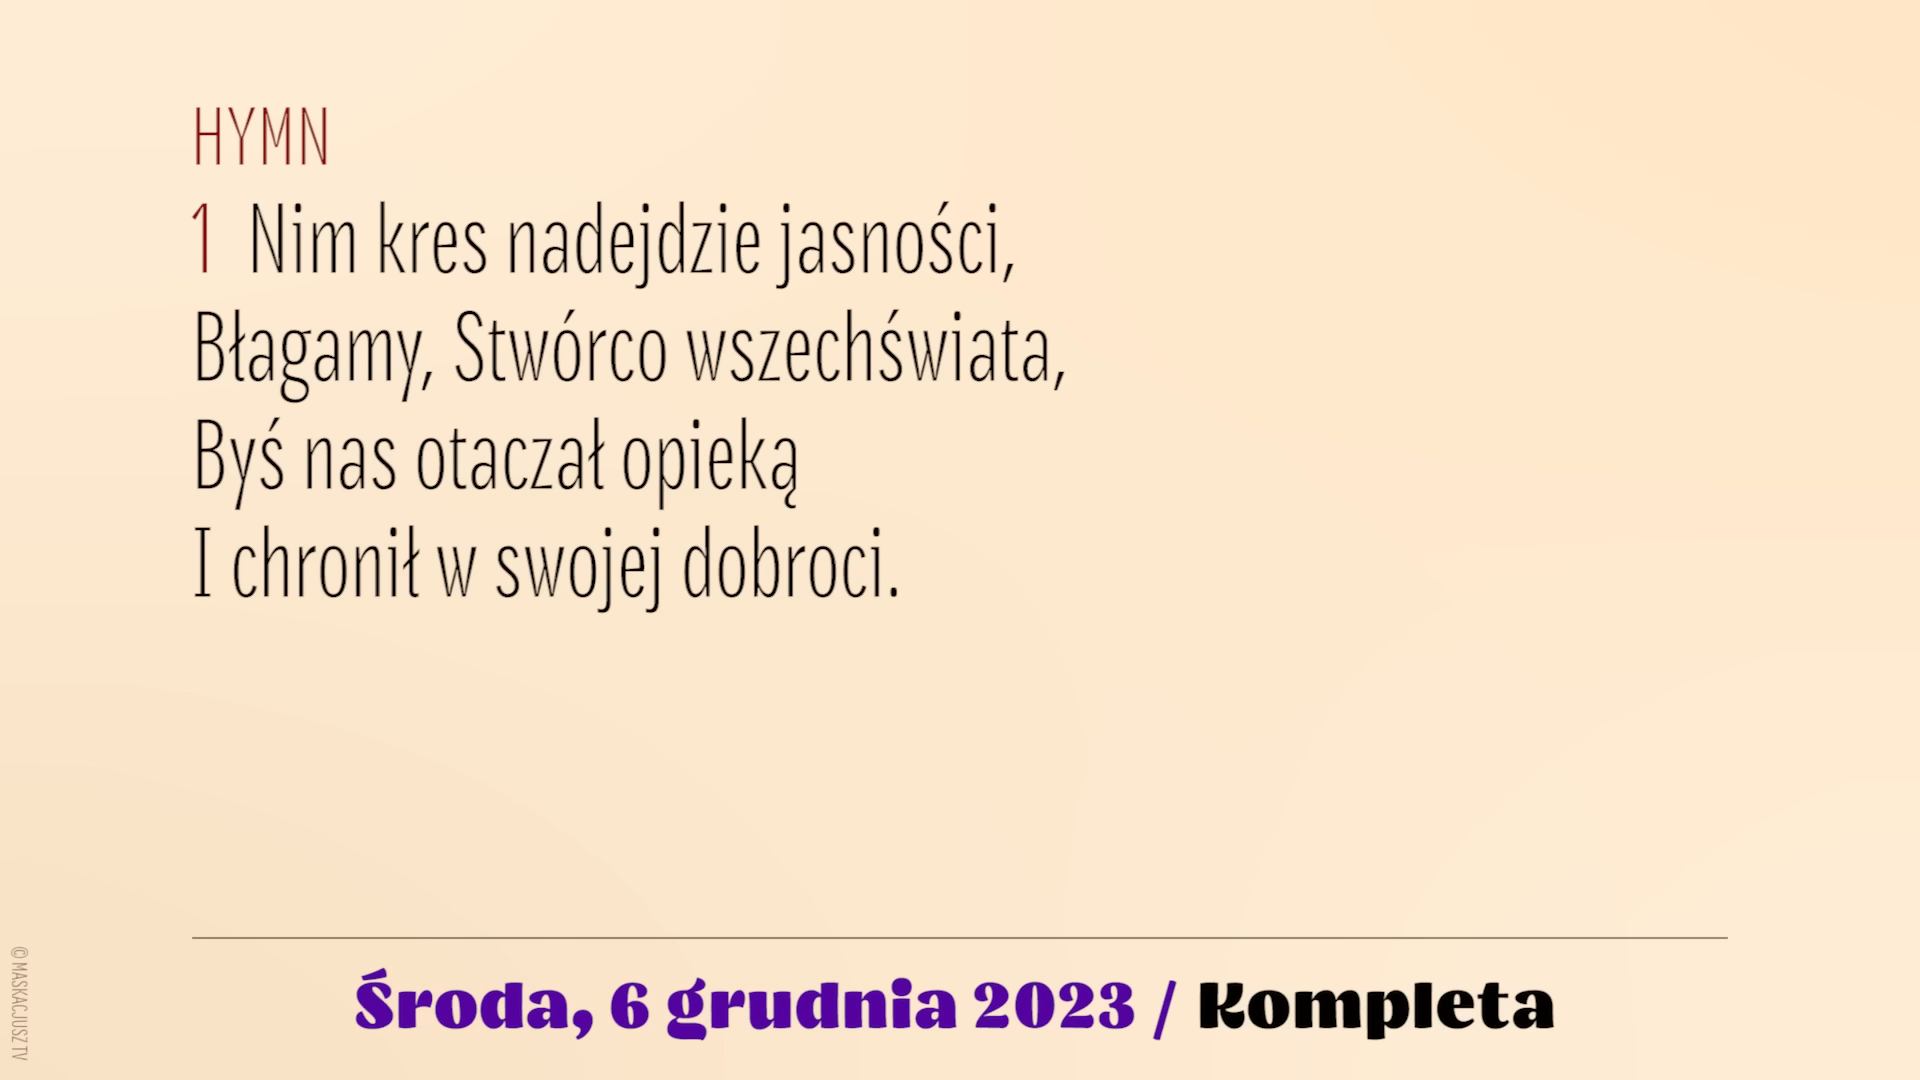 HYMN
1 Nim kres nadejdzie jasności,
Błagamy, Stwórco wszechświata,
Byś nas otaczał opieką
I chronił w swojej dobroci.
Środa, 6 grudnia 2023 / Kompleta
© MASKACJUSZ TV